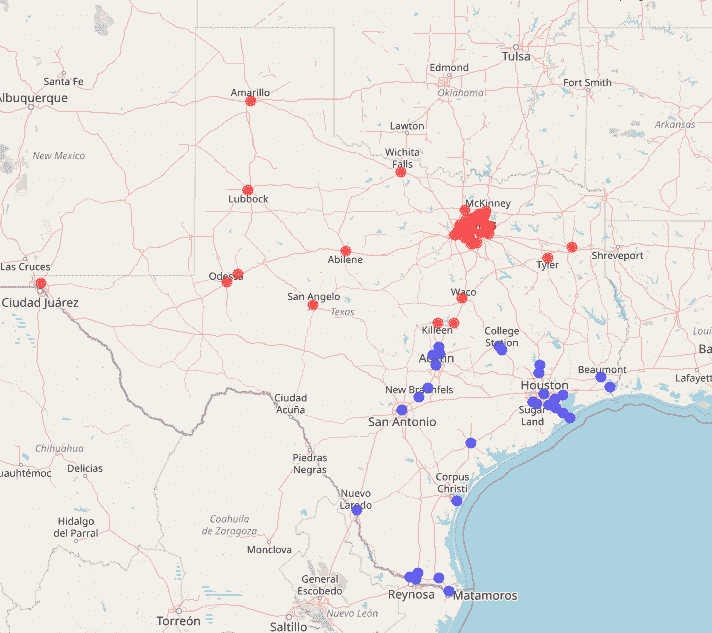 Tulsa
Edmond
Santa Fe
Fort Smith
Amarillo
Oklahoma
Albuquerque
Lawton
Arkansas
Wichita
Falls
New Mexico
Lubbock
McKinney
Las Cruces
Abilene
Shreveport
Tyler
Odessa
Ciudad Juárez
San Angelo
Waco
Texas
Killeen
College
Station
Loui
Austin
Ba
Beaumont
Lafayet
New Braunfels
Houston
Ciudad
Acuña
Sugar
Land
San Antonio
Chihuahua
Piedras
Negras
uauhtémoc
Delicias
Corpus
Christi
Nuevo
Laredo
Hidalgo
del Parral
Coahuila
de Zaragoza
Monclova
General
Escobedo
Reynosa
Matamoros
Nuevo León
Torreón
Saltillo